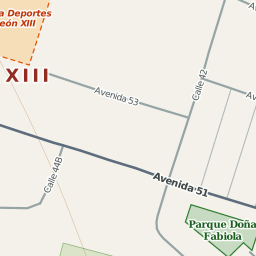 a Deportes
eón XIII
XIII
Avenida 53
Calle 42
Calle 44B
Avenida 51
Parque Doña
Fabiola